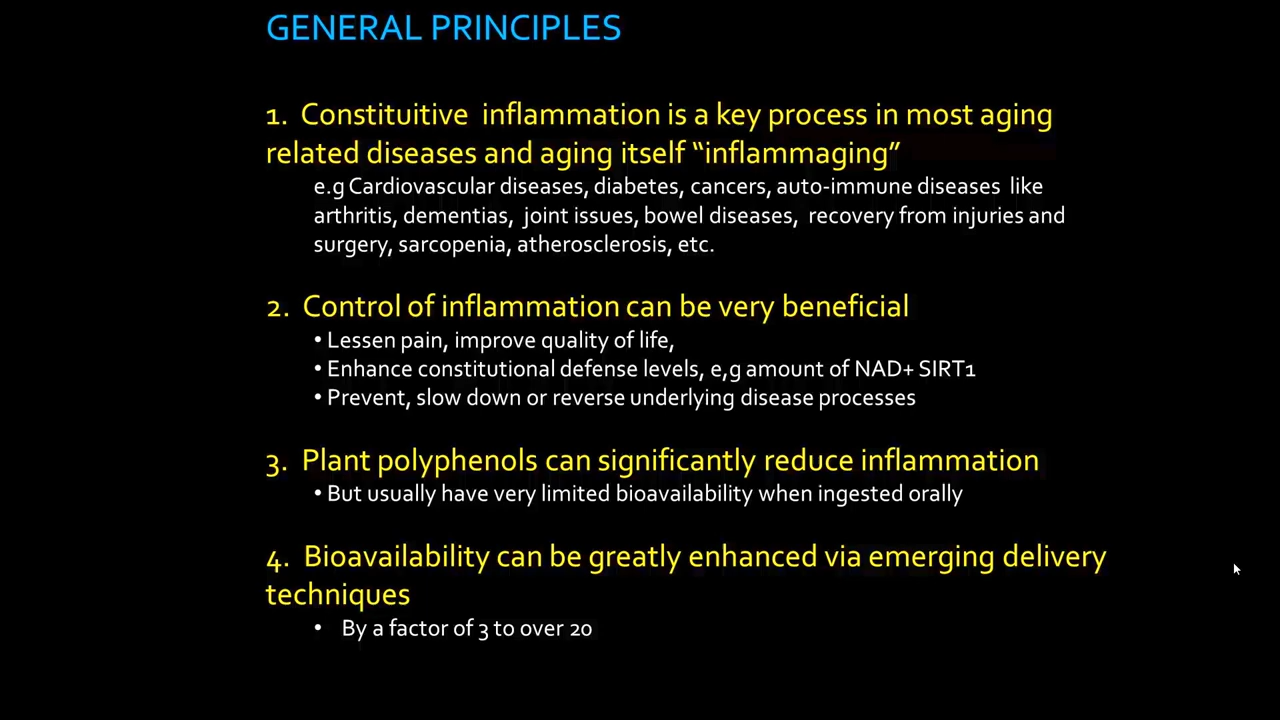 GENERAL PRINCIPLES
1. Constituitive inflammation is a key process in most aging
related diseases and aging itself “inflammaging”
e.g Cardiovascular diseases, diabetes, cancers, auto-immune diseases like
arthritis, dementias, joint issues, bowel diseases, recovery from injuries and
surgery, sarcopenia, atherosclerosis, etc.
2. Control of inflammation can be very beneficial
• Lessen pain, improve quality of life,
• Enhance constitutional defense levels, e,g amount of NAD+ SIRT1
• Prevent, slow down or reverse underlying disease processes
3. Plant polyphenols can significantly reduce inflammation
• But usually have very limited bioavailability when ingested orally
4. Bioavailability can be greatly enhanced via emerging delivery
techniques
• By a factor of 3 to over 20